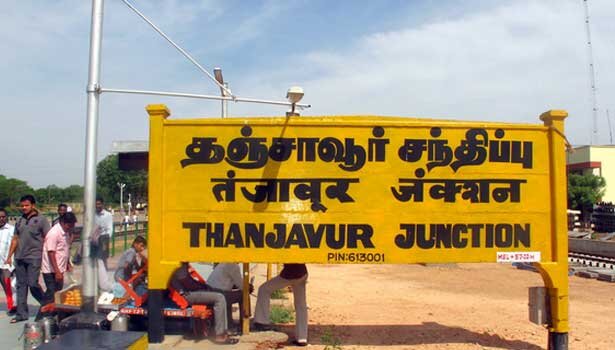 தஞ்சாவூர் சந்திப்பு
तंजावूर जंक्शन
THANJAVUR JUNCTION
PIN:613001